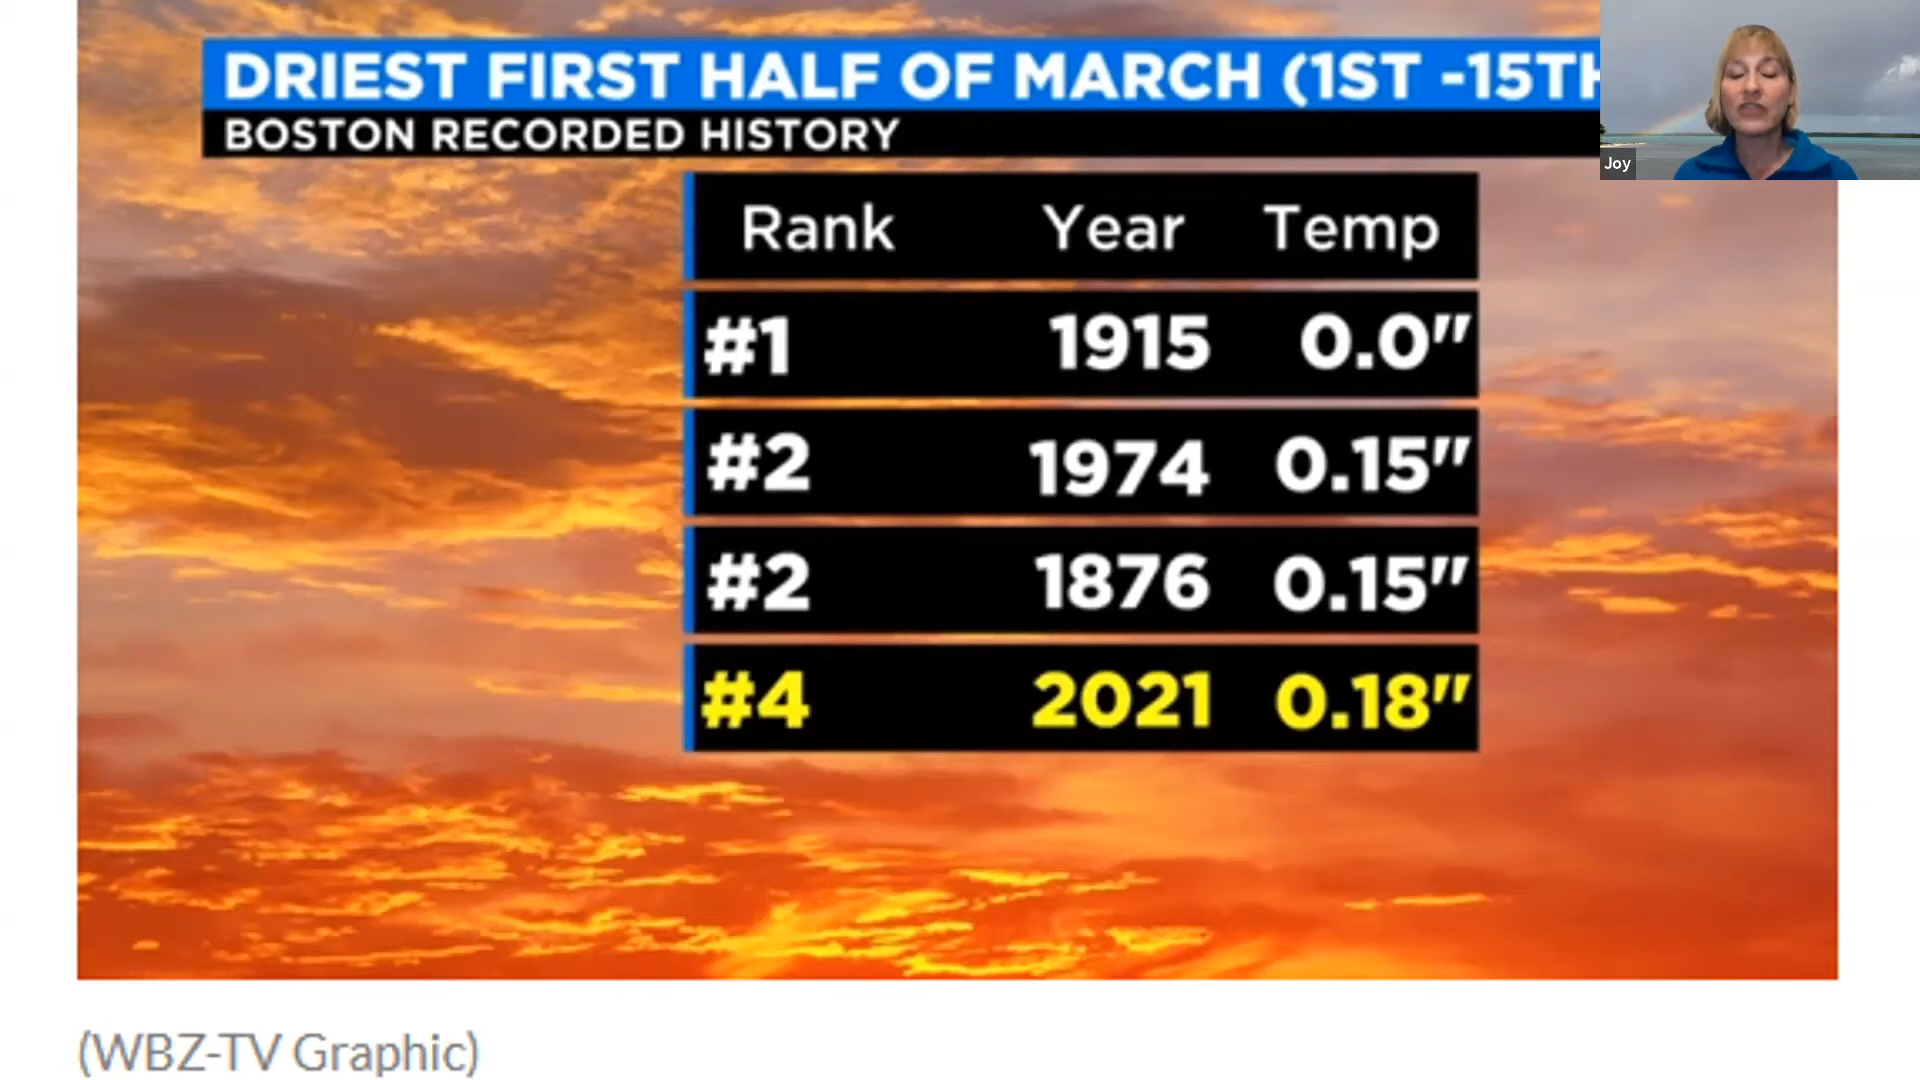 DRIEST FIRST HALF OF MARCH (1ST -15TH
BOSTON RECORDED HISTORY
Joy
Rank Year Temp
#1 1915 0.0"
#2 1974 0.15"
#2 1876 0.15"
#4 2021 0.18"
(WBZ-TV Graphic)